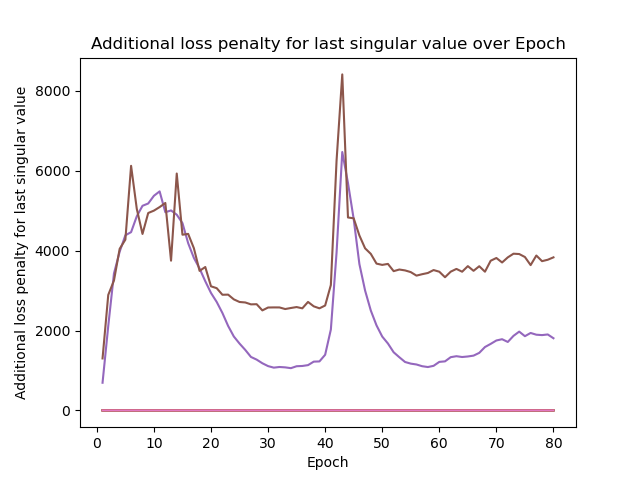 Additional loss penalty for last singular value over Epoch
Additional loss penalty for last singular value
8000
6000
4000
2000
0
0 10 20 30 40 50 60 70 80
Epoch